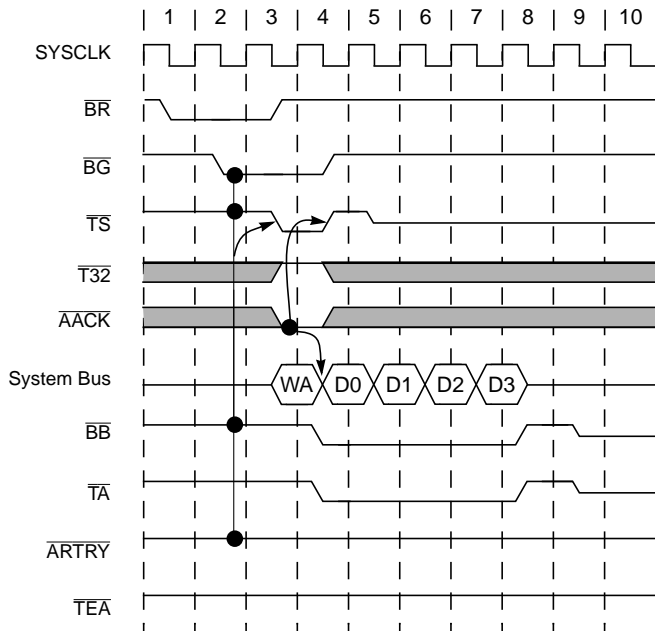 1 2 3 4 5 6 7 8 9 10
SYSCLK
BR
BG
TS
T32
AACK
System Bus WA D0 D1 D2 D3
BB
TA
ARTRY
TEA